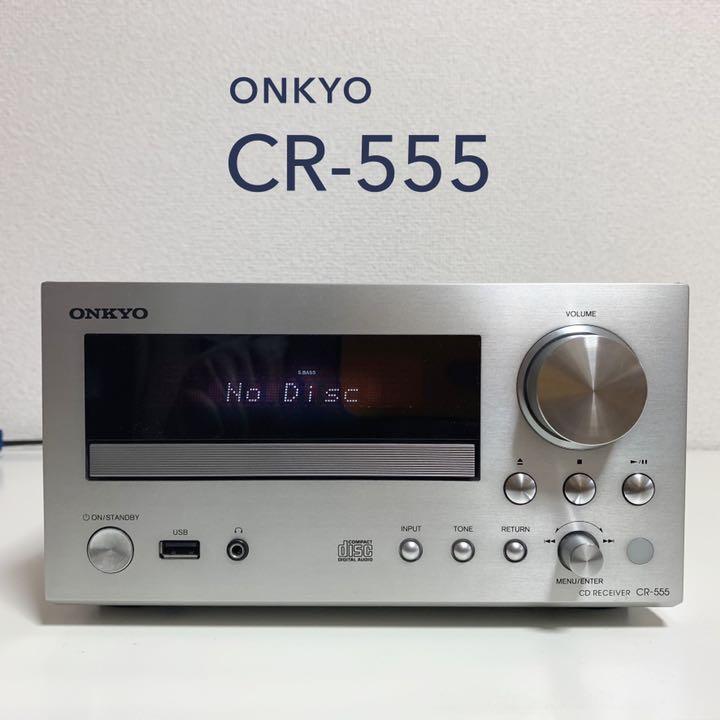 ONKYO
CR-555
ONKYO
VOLUME
S.BASS
No Disc
ON/STANDBY
USB
COMPACT
disc
DIGITAL AUDIO
INPUT
TONE
RETURN
MENU/ENTER
CD RECEIVER CR-555